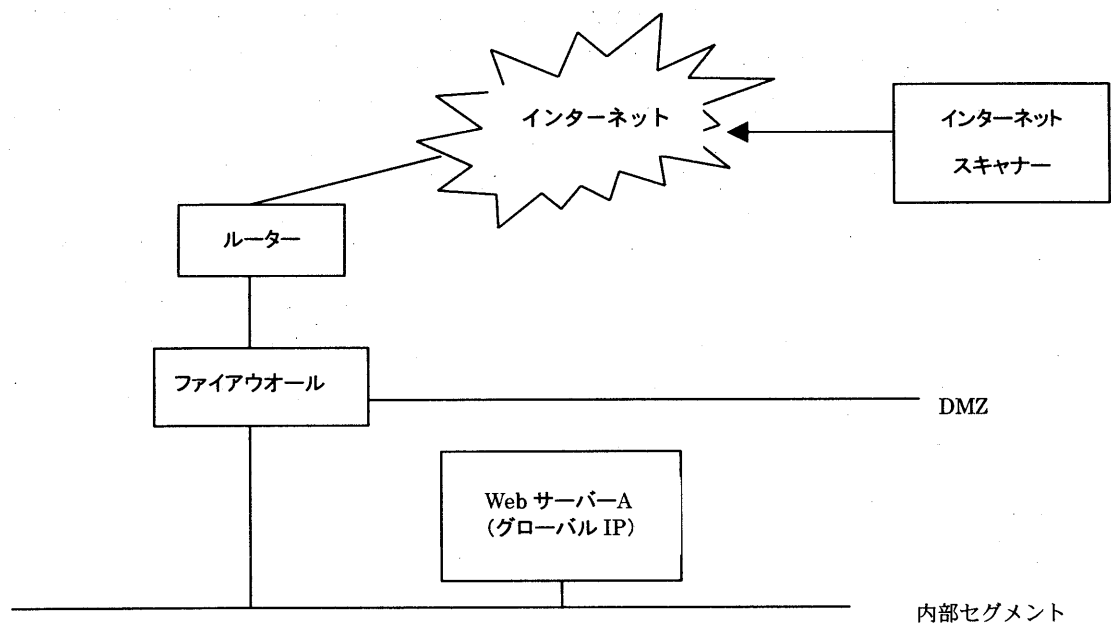 インターネット
インターネット
スキャナー
ルーター
ファイアウオール
DMZ
Web サーバーA
(グローバル IP)
内部セグメント